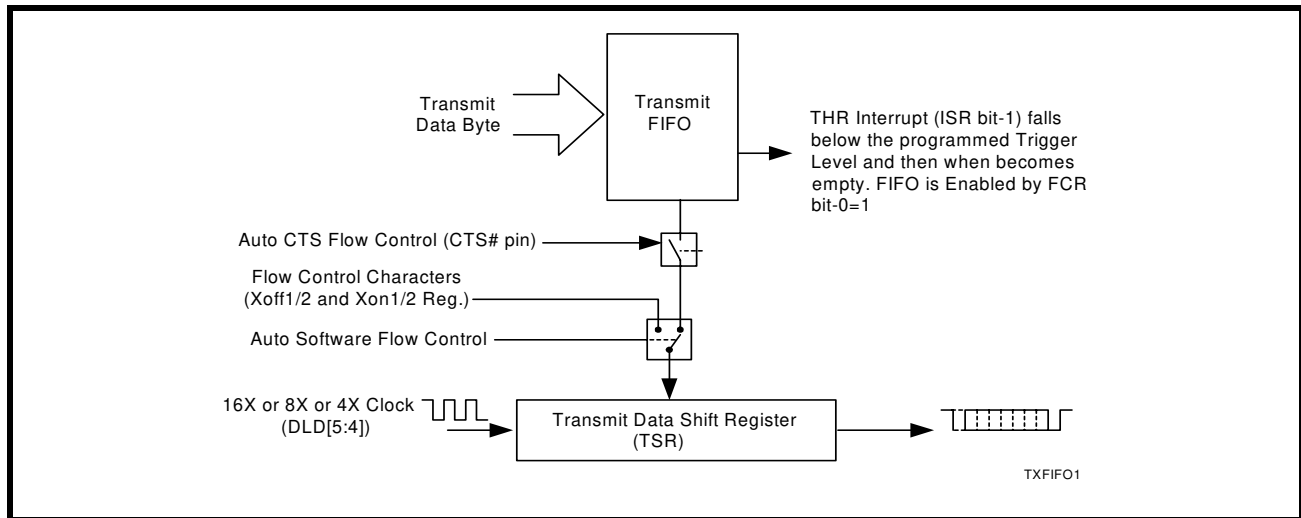 Transmit
Data Byte
Transmit
FIFO
THR Interrupt (ISR bit-1) falls
below the programmed Trigger
Level and then when becomes
empty. FIFO is Enabled by FCR
bit-0=1
Auto CTS Flow Control (CTS# pin)
Flow Control Characters
(Xoff1/2 and Xon1/2 Reg.)
Auto Software Flow Control
16X or 8X or 4X Clock
(DLD[5:4])
Transmit Data Shift Register
(TSR)
TXFIFO1